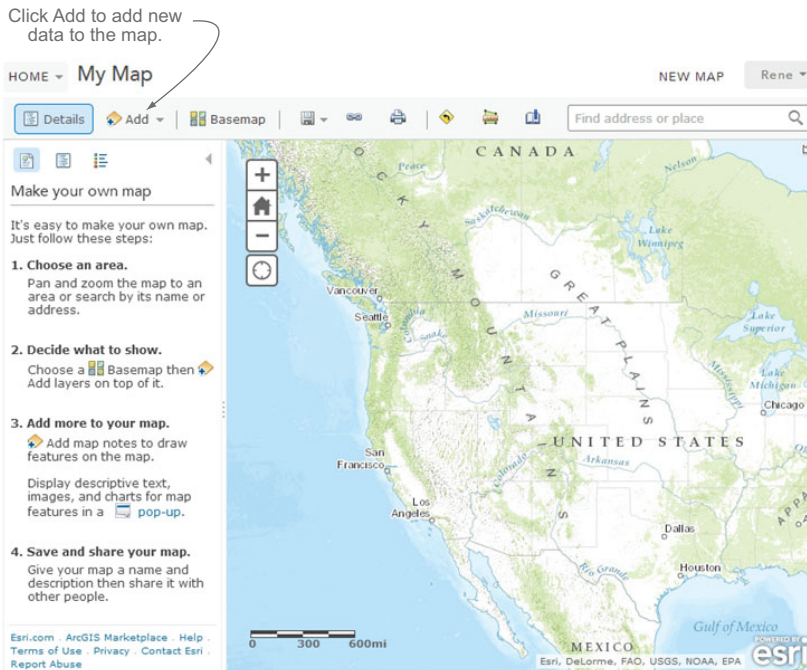 Click Add to add new
data to the map.
HOME My Map
NEW MAP
Rene
Details
Add
Basemap
Find address or place
Make your own map
It's easy to make your own map.
Just follow these steps:
1. Choose an area.
Pan and zoom the map to an
area or search by its name or
address.
2. Decide what to show.
Choose a Basemap then
Add layers on top of it.
3. Add more to your map.
Add map notes to draw
features on the map.
Display descriptive text,
images, and charts for map
features in a pop-up.
4. Save and share your map.
Give your map a name and
description then share it with
other people.
Esri.com . ArcGIS Marketplace . Help .
Terms of Use . Privacy . Contact Esri .
Report Abuse
CANADA
Peace
Nelson
Saskatchewan
Lake
Winnipeg
ROCKY MOUNTAINS
GREAT PLAINS
Vancouver
Seattle
Columbia
Snake
Missouri
Lake
Superior
Mississippi
Lake
Michigan
Chicago
UNITED STATES
San
Francisco
Colorado
Arkansas
Los
Angeles
APPA
Dallas
Rio Grande
Houston
Gulf of Mexico
MEXICO
0 300 600mi
Esri, DeLorme, FAO, USGS, NOAA, EPA
POWERED BY
esri